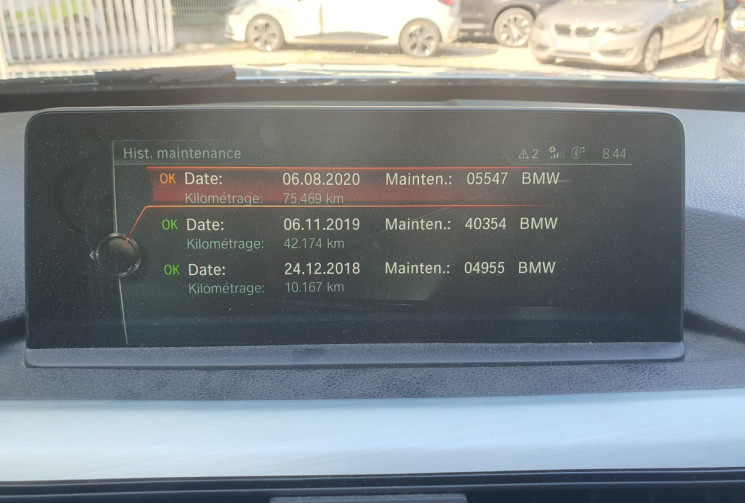 Hist. maintenance 2 8:44
OK Date: 06.08.2020 Mainten.: 05547 BMW
Kilométrage: 75.469 km
OK Date: 06.11.2019 Mainten.: 40354 BMW
Kilométrage: 42.174 km
OK Date: 24.12.2018 Mainten.: 04955 BMW
Kilométrage: 10.167 km